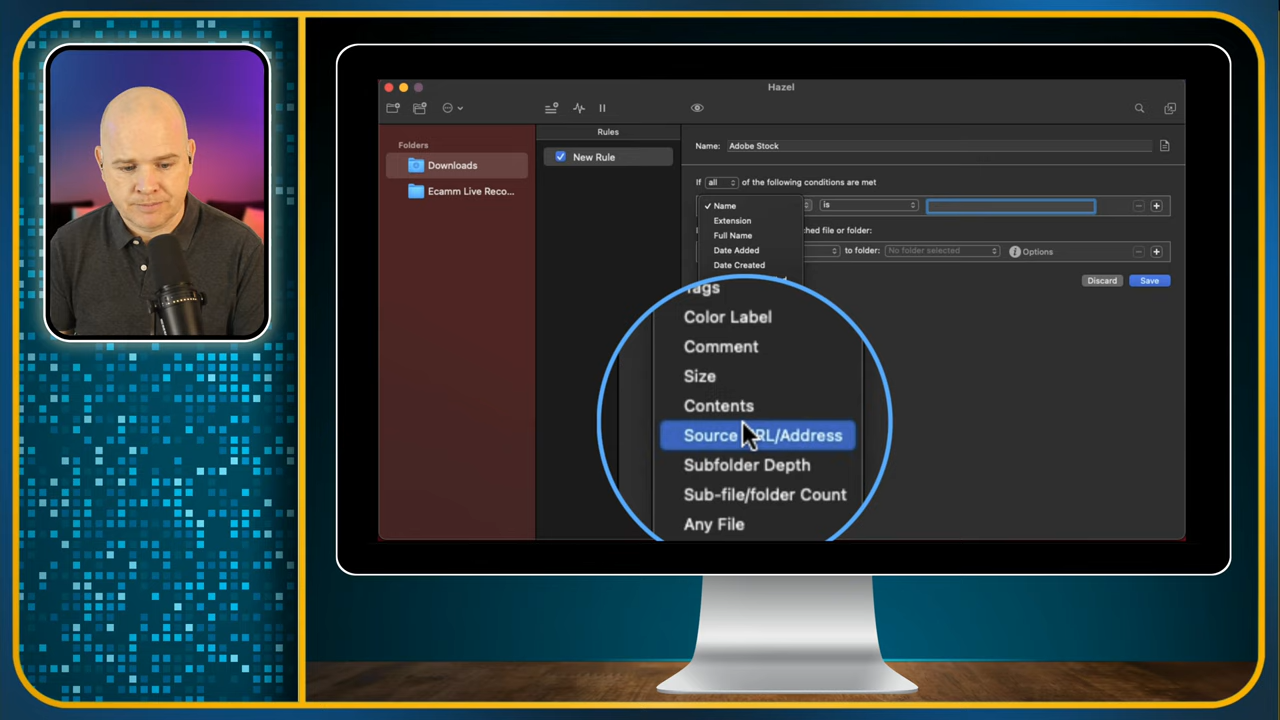 Hazel
Folders
Downloads
Ecamm Live Reco...
Rules
New Rule
Name: Adobe Stock
If all of the following conditions are met
Name is
Extension
Full Name
Date Added
Date Created
ched file or folder:
to folder: No folder selected Options
Discard Save
Tags
Color Label
Comment
Size
Contents
Source RL/Address
Subfolder Depth
Sub-file/folder Count
Any File